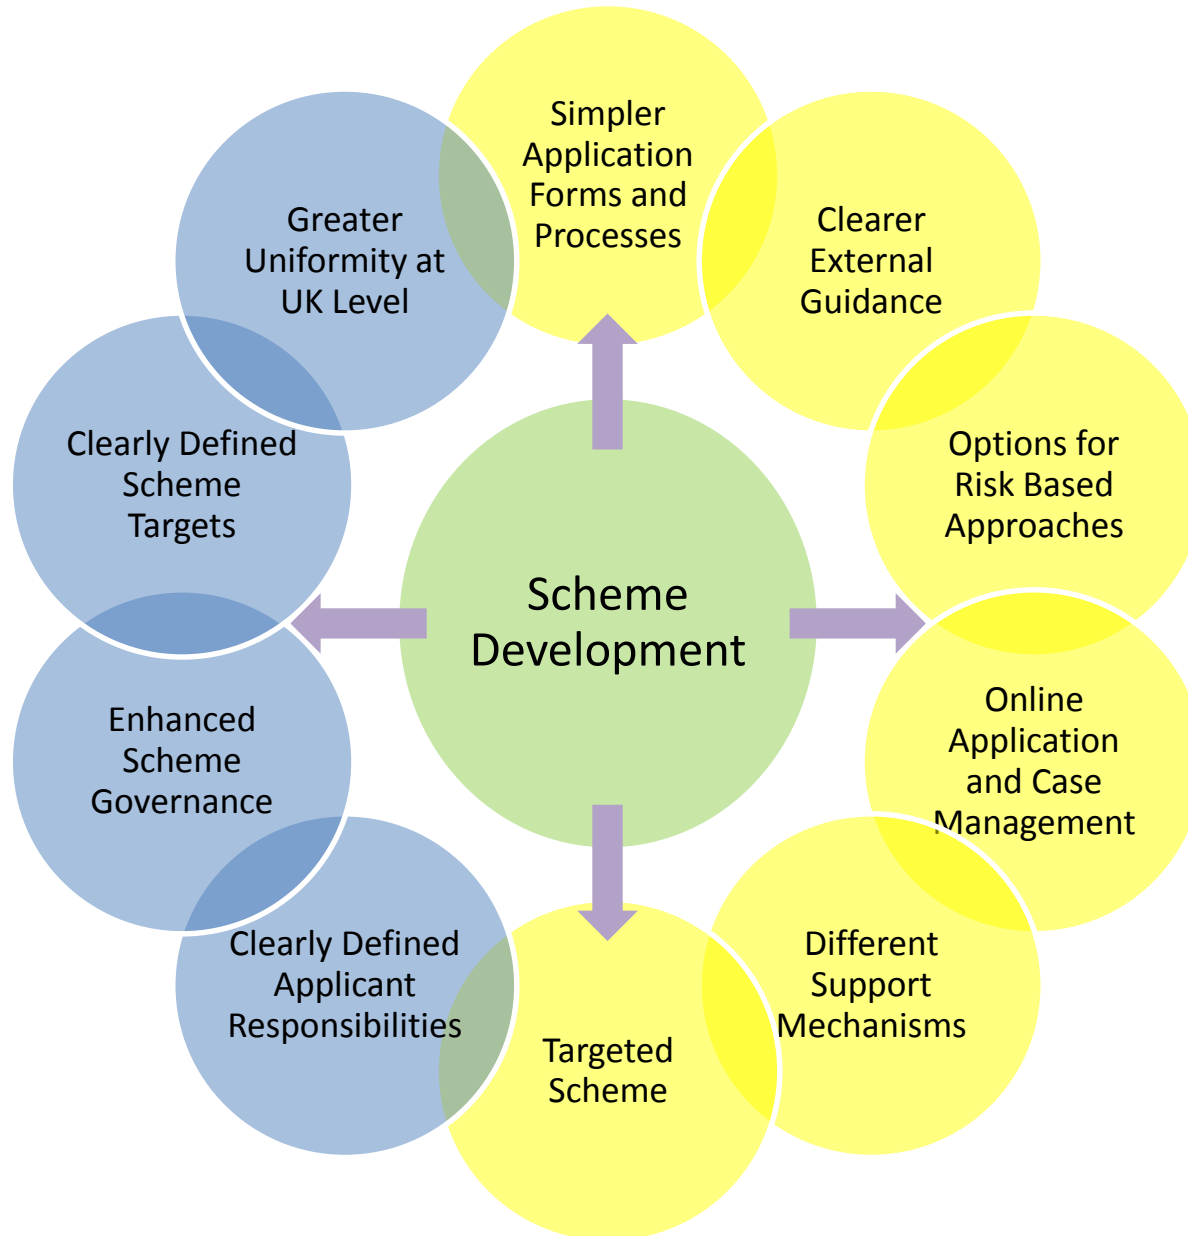 Simpler
Application
Forms and
Processes
Clearer
External
Guidance
Options for
Risk Based
Approaches
Online
Application
and Case
Management
Different
Support
Mechanisms
Targeted
Scheme
Clearly Defined
Applicant
Responsibilities
Enhanced
Scheme
Governance
Clearly Defined
Scheme
Targets
Greater
Uniformity at
UK Level
Scheme
Development